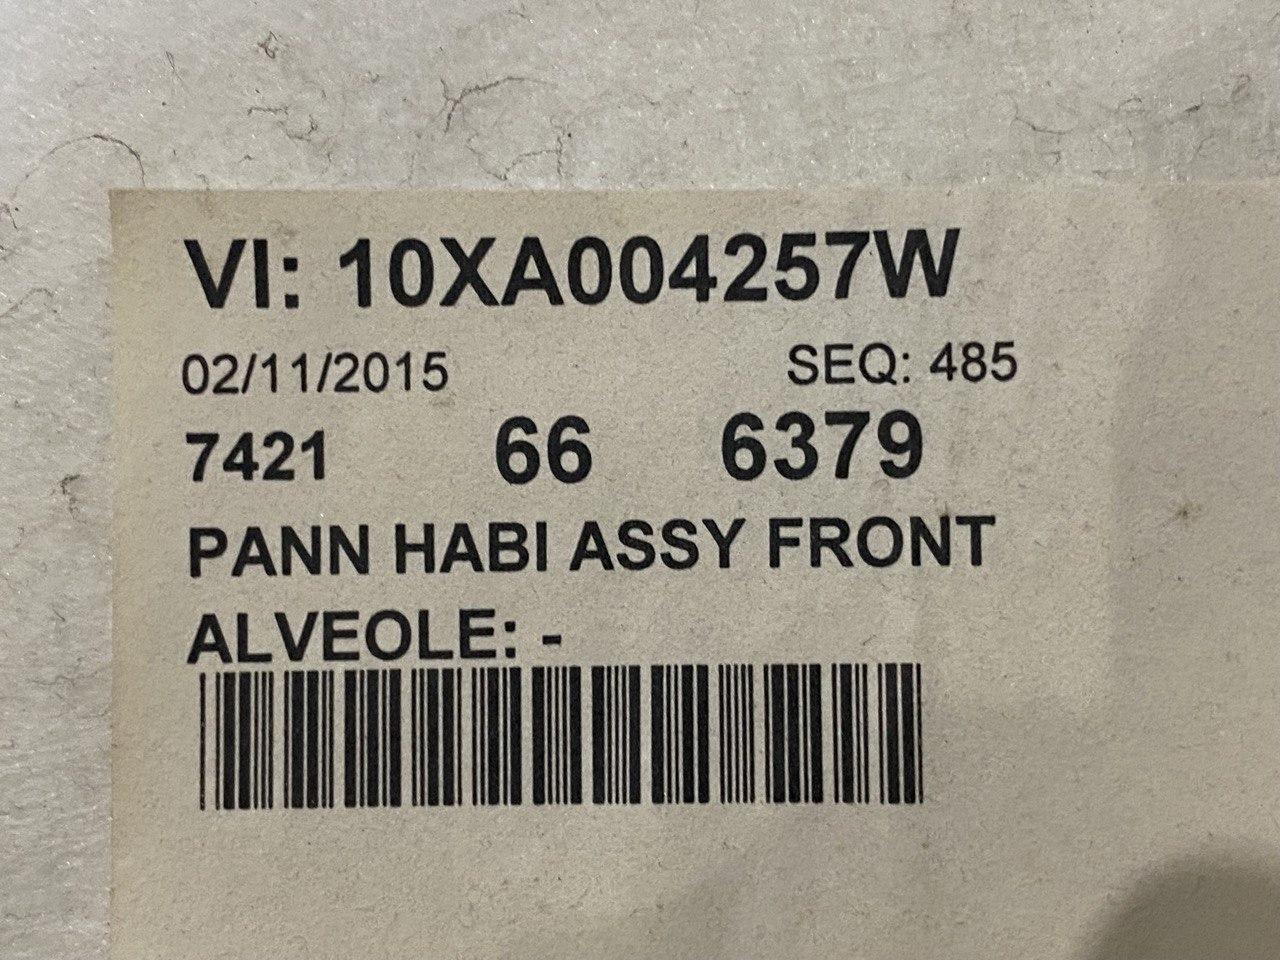 VI: 10XA004257W
02/11/2015 SEQ: 485
7421 66 6379
PANN HABI ASSY FRONT
ALVEOLE: -